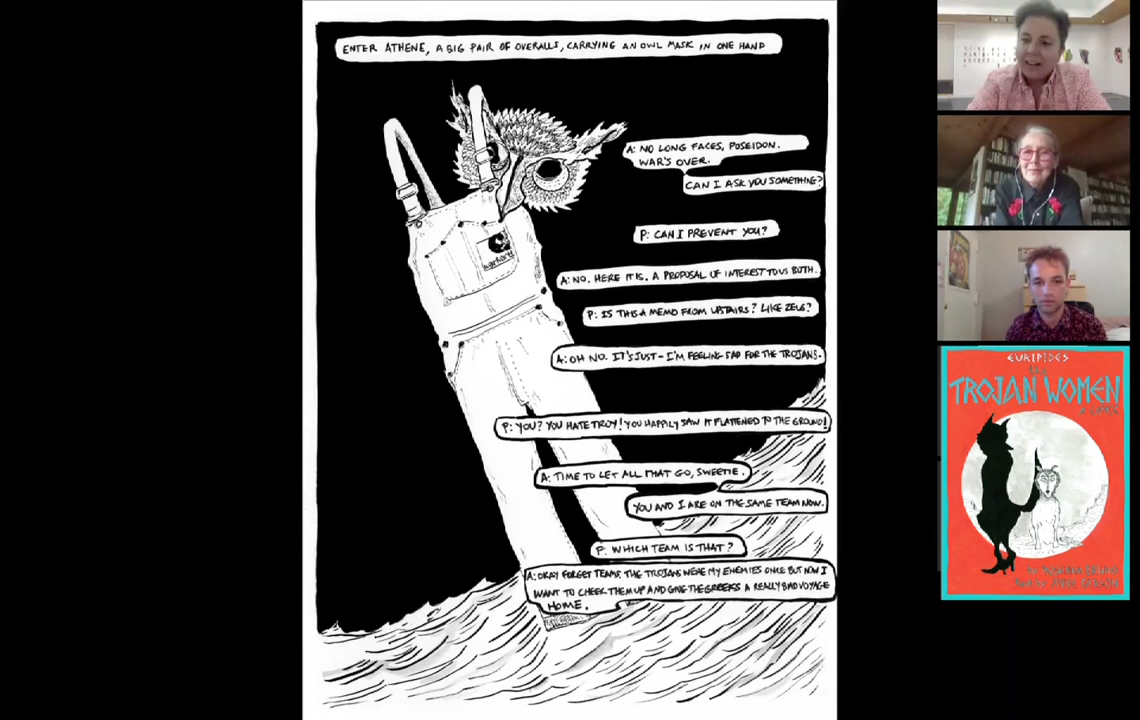 ENTER ATHENE, A BIG PAIR OF OVERALLS, CARRYING AN OWL MASK IN ONE HAND
A: NO LONG FACES, POSEIDON.
WAR'S OVER.
CAN I ASK YOU SOMETHING?
P: CAN I PREVENT YOU?
A: NO. HERE IT IS. A PROPOSAL OF INTEREST TO US BOTH.
P: IS THIS A MEMO FROM UPSTAIRS? LIKE ZEUS?
A: OH NO. IT'S JUST – I'M FEELING SAD FOR THE TROJANS.
P: YOU? YOU HATE TROY! YOU HAPPILY SAW IT FLATTENED TO THE GROUND!
A: TIME TO LET ALL THAT GO, SWEETIE.
YOU AND I ARE ON THE SAME TEAM NOW.
P: WHICH TEAM IS THAT?
A: OKAY FORGET TEAMS. THE TROJANS WERE MY ENEMIES ONCE BUT NOW I
WANT TO CHEER THEM UP AND GIVE THE GREEKS A REALLY BAD VOYAGE
HOME.
carhartt
EURIPIDES
the
TROJAN WOMEN